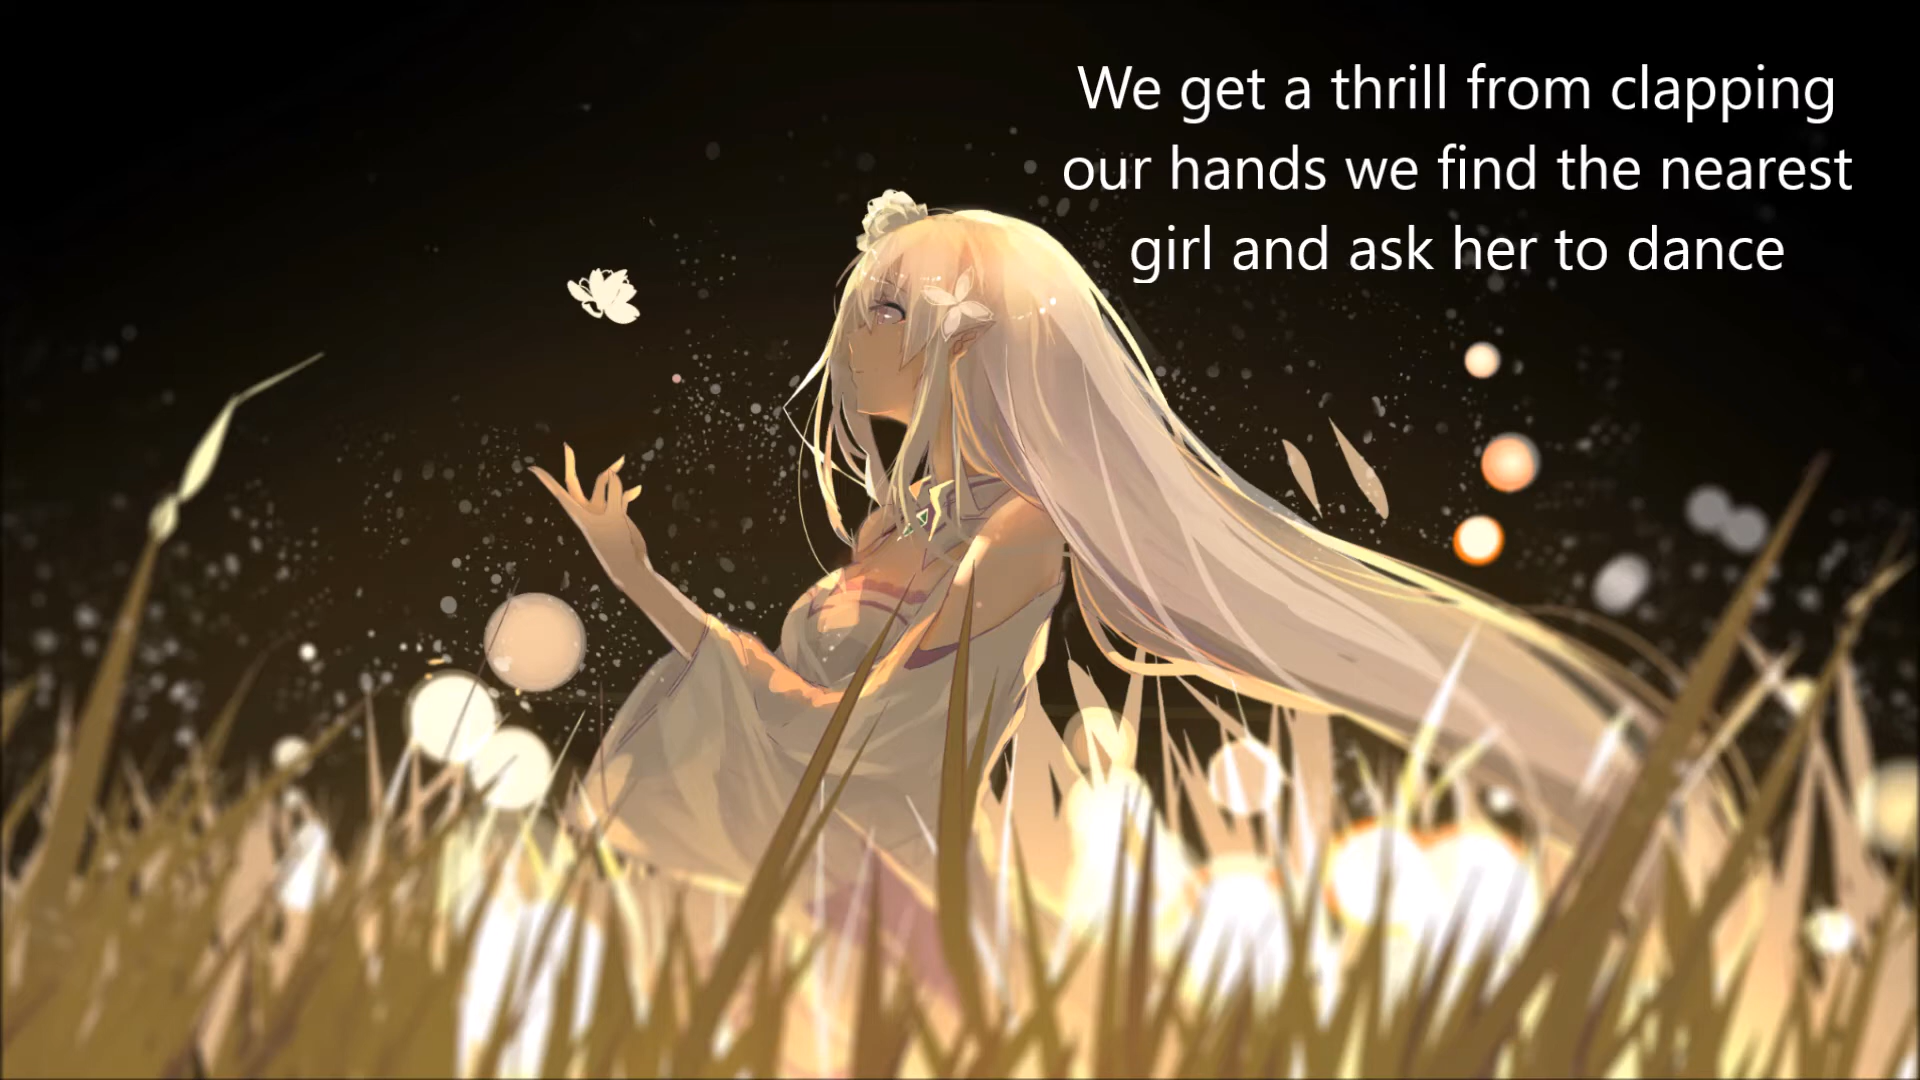 We get a thrill from clapping
our hands we find the nearest
girl and ask her to dance